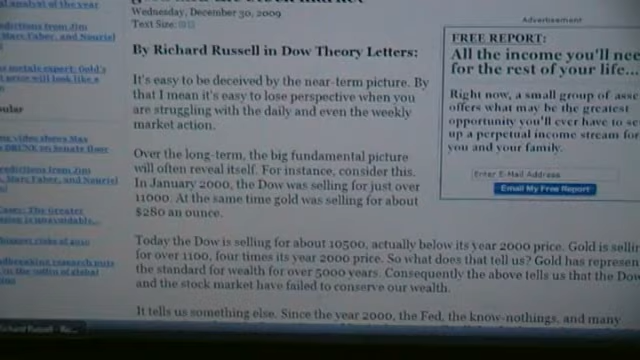 Wednesday, December 30, 2009
Text Size:
By Richard Russell in Dow Theory Letters:
It's easy to be deceived by the near-term picture. By
that I mean it's easy to lose perspective when you
are struggling with the daily and even the weekly
market action.
Over the long-term, the big fundamental picture
will often reveal itself. For instance, consider this.
In January 2000, the Dow was selling for just over
11000. At the same time gold was selling for about
$280 an ounce.
Today the Dow is selling for about 10500, actually below its year 2000 price. Gold is sellin
for over 1100, four times its year 2000 price. So what does that tell us? Gold has represen
the standard for wealth for over 5000 years. Consequently the above tells us that the Dow
and the stock market have failed to conserve our wealth.
It tells us something else. Since the year 2000, the Fed, the know-nothings, and many
Advertisement
FREE REPORT:
All the income you'll nee
for the rest of your life...
Right now, a small group of asse
offers what may be the greatest
opportunity you'll ever have to se
up a perpetual income stream for
you and your family.
Enter E-Mail Address
Email My Free Report